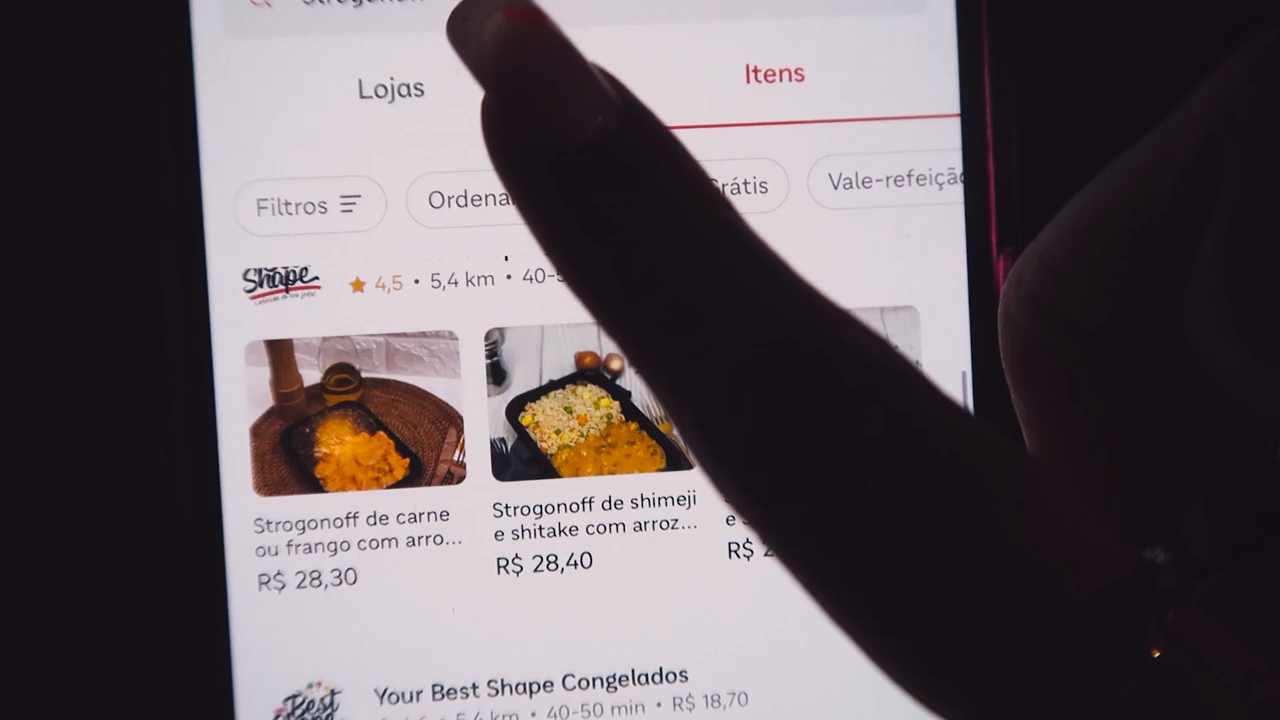 Lojas
Itens
Filtros
Ordena
rátis
Vale-refeiçã
Shape
4,5 • 5,4 km • 40-5
Strogonoff de carne
ou frango com arro...
R$ 28,30
Strogonoff de shimeji
e shitake com arroz...
R$ 28,40
e
R$ 2
Your Best Shape Congelados
5,4 km • 40-50 min • R$ 18,70
Best